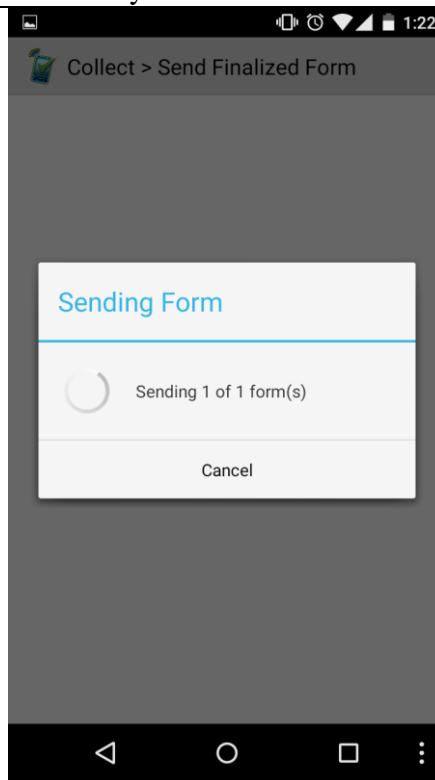 1:22
Collect > Send Finalized Form
Sending Form
Sending 1 of 1 form(s)
Cancel